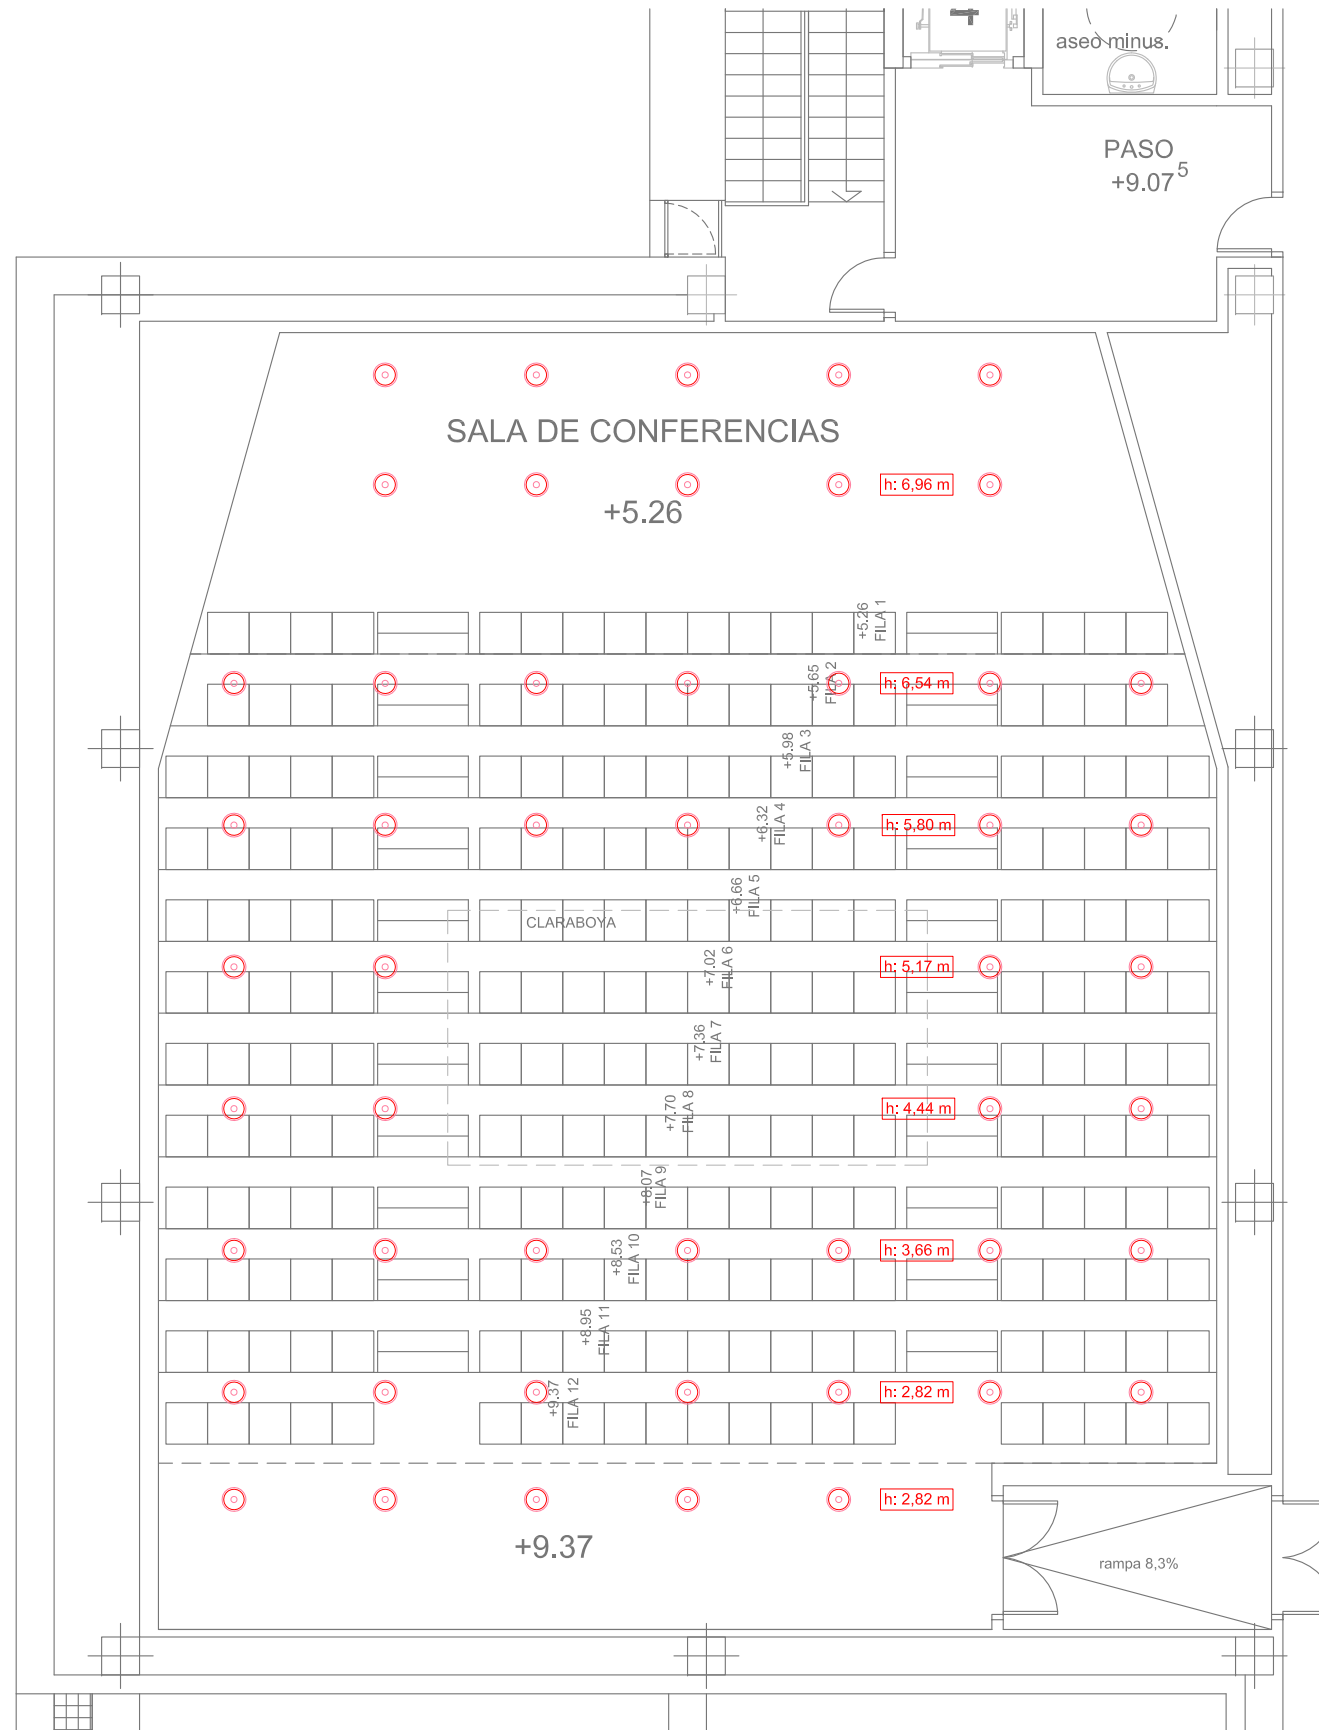 aseo minus.
PASO
+9.07⁵
SALA DE CONFERENCIAS
h: 6,96 m
+5.26
+5.26
FILA 1
+5.65
FILA 2
h: 6,54 m
+5.98
FILA 3
+6.32
FILA 4
h: 5,80 m
+6.66
FILA 5
CLARABOYA
+7.02
FILA 6
h: 5,17 m
+7.36
FILA 7
+7.70
FILA 8
h: 4,44 m
+8.07
FILA 9
+8.53
FILA 10
h: 3,66 m
+8.95
FILA 11
+9.37
FILA 12
h: 2,82 m
h: 2,82 m
+9.37
rampa 8,3%